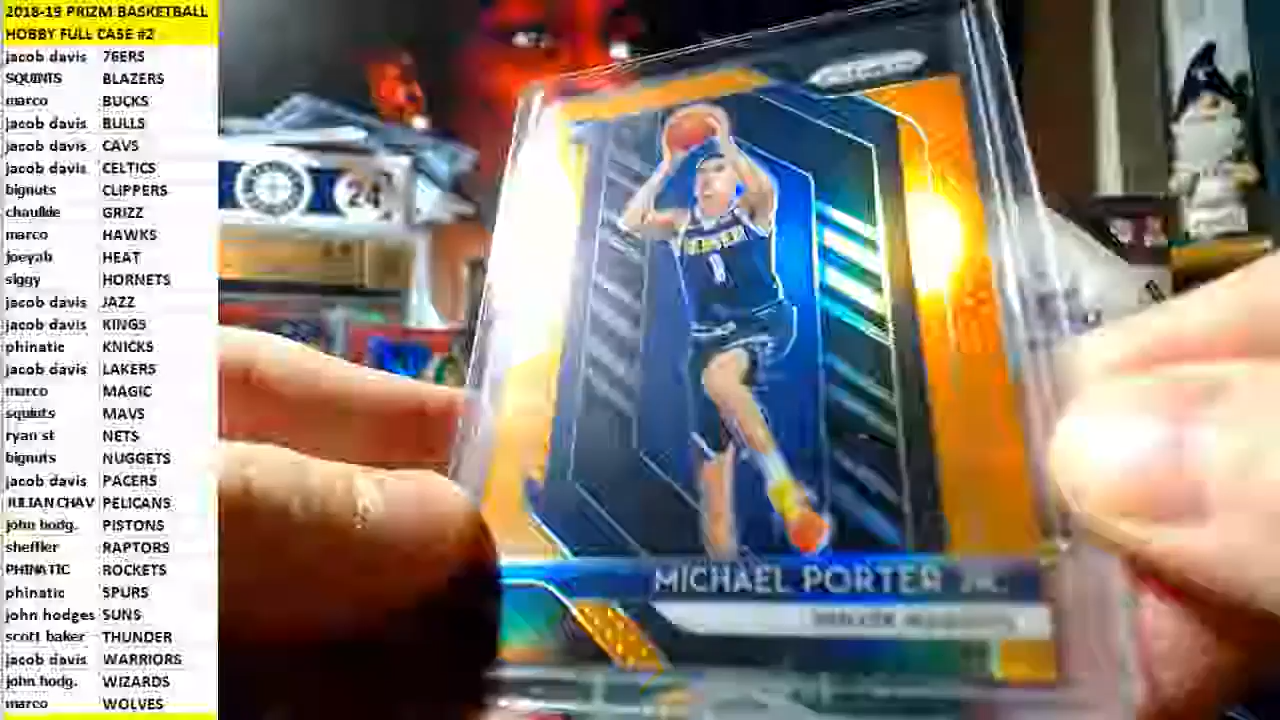 2018-19 PRIZM BASKETBALL
HOBBY FULL CASE #2
jacob davis 76ERS
SQUINTS BLAZERS
marco BUCKS
jacob davis BULLS
jacob davis CAVS
jacob davis CELTICS
bignuts CLIPPERS
chaulkie GRIZZ
marco HAWKS
joeyab HEAT
siggy HORNETS
jacob davis JAZZ
jacob davis KINGS
phinatic KNICKS
jacob davis LAKERS
marco MAGIC
squints MAVS
ryan st NETS
bignuts NUGGETS
jacob davis PACERS
JULIAN CHAV PELICANS
john hodg. PISTONS
sheffler RAPTORS
PHINATIC ROCKETS
phinatic SPURS
john hodges SUNS
scott baker THUNDER
jacob davis WARRIORS
john hodg. WIZARDS
marco WOLVES
24
1
MICHAEL PORTER JR.